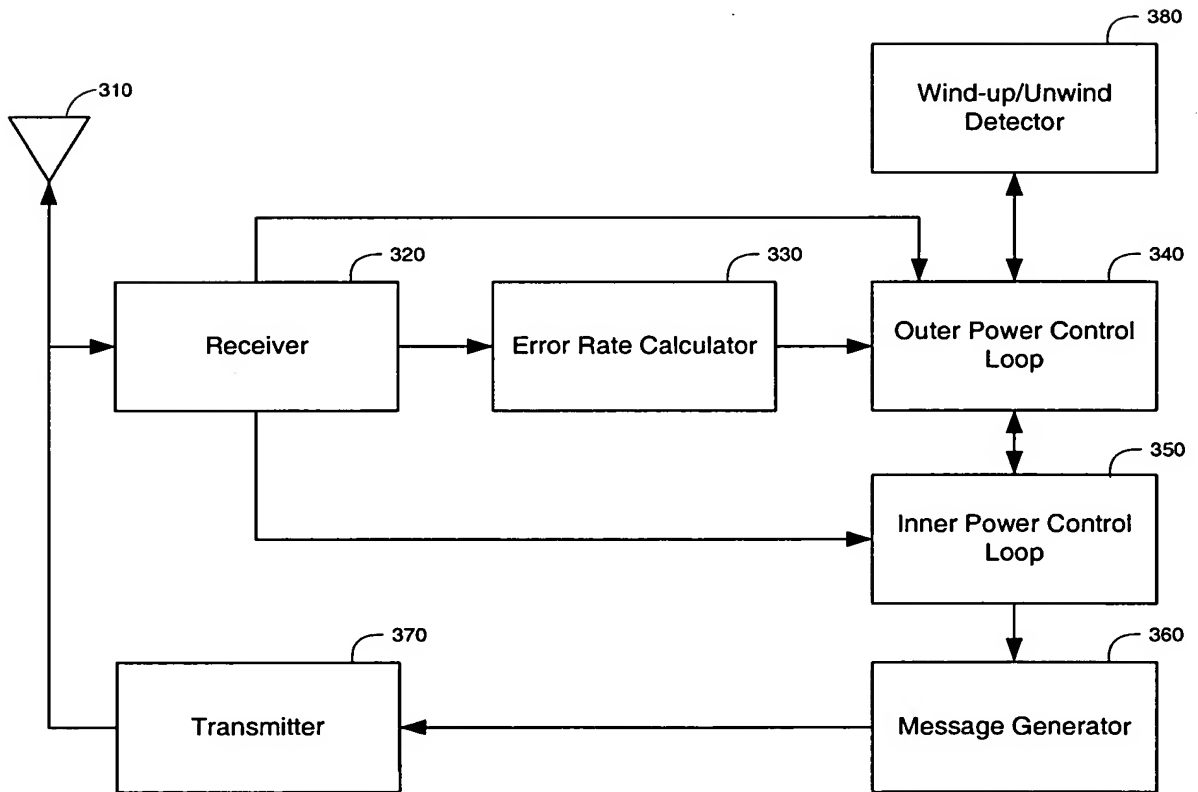 380
Wind-up/Unwind
Detector
310
320
330
340
Receiver
Error Rate Calculator
Outer Power Control
Loop
350
Inner Power Control
Loop
370
360
Transmitter
Message Generator